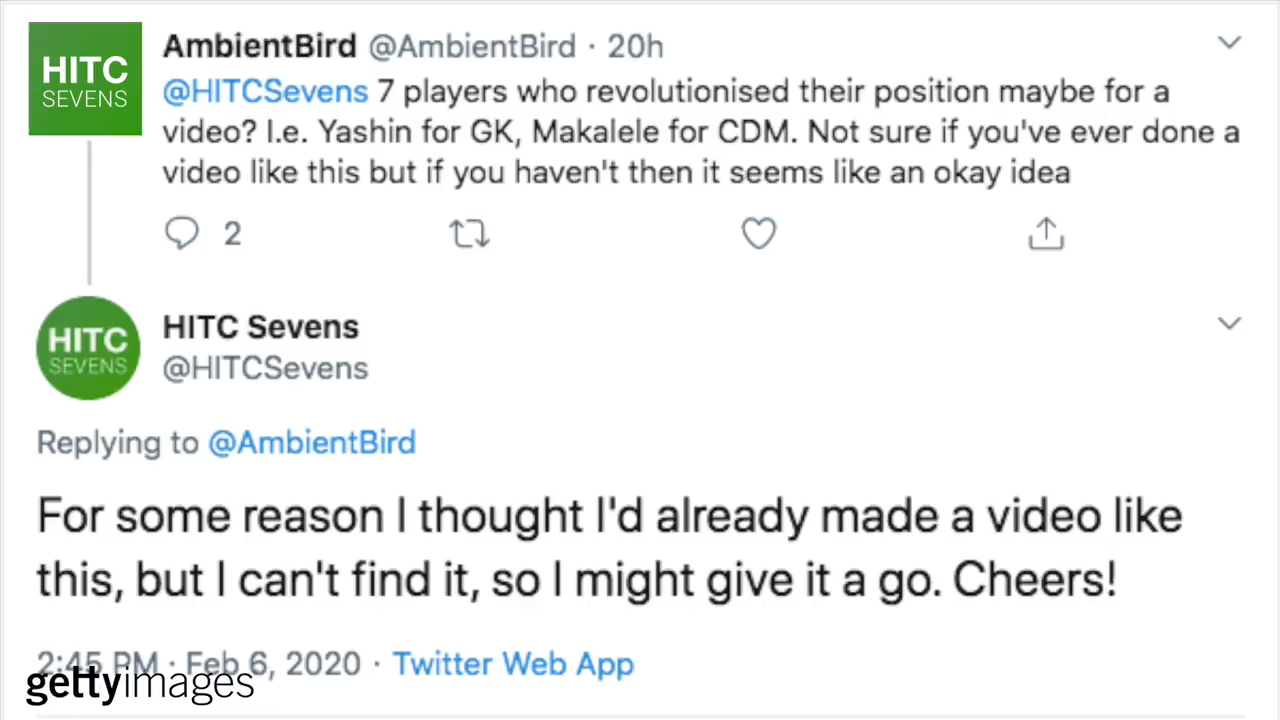 HITC
SEVENS
AmbientBird @AmbientBird · 20h
@HITCSevens 7 players who revolutionised their position maybe for a
video? I.e. Yashin for GK, Makalele for CDM. Not sure if you've ever done a
video like this but if you haven't then it seems like an okay idea
2
HITC
SEVENS
HITC Sevens
@HITCSevens
Replying to @AmbientBird
For some reason I thought I'd already made a video like
this, but I can't find it, so I might give it a go. Cheers!
2:45 PM · Feb 6, 2020 · Twitter Web App
gettyimages